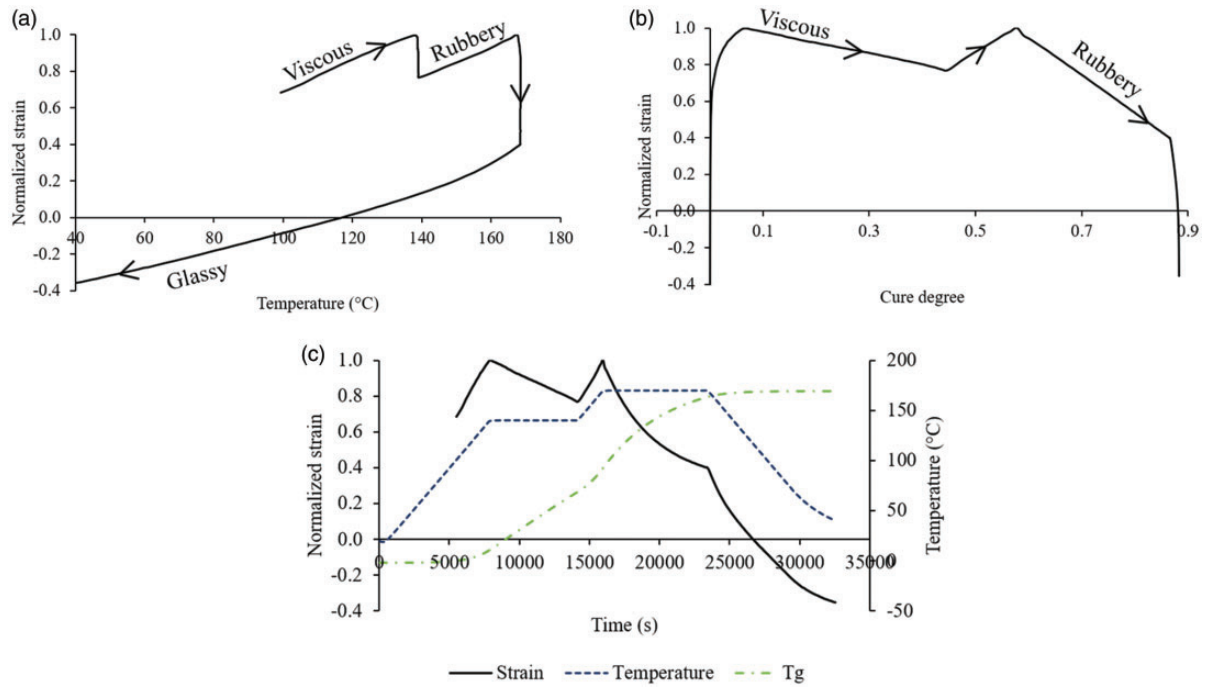 (a)
1.0
0.8
0.6
0.4
0.2
0.0
-0.2
-0.4
Normalized strain
40
60
80
100
120
140
160
180
Temperature (°C)
Viscous
Rubbery
Glassy
(b)
1.0
0.8
0.6
0.4
0.2
0.0
-0.2
-0.4
Normalized strain
-0.1
0.1
0.3
0.5
0.7
0.9
Cure degree
Viscous
Rubbery
(c)
1.0
0.8
0.6
0.4
0.2
0.0
-0.2
-0.4
Normalized strain
0
5000
10000
15000
20000
25000
30000
35000
Time (s)
200
150
100
50
0
-50
Temperature (°C)
Strain
Temperature
Tg